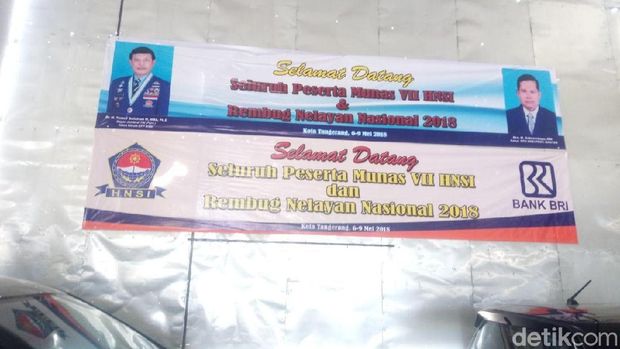 Selamat Datang
Seluruh Peserta Munas VII HNSI
&
Rembug Nelayan Nasional 2018
Kota Tangerang, 6-9 Mei 2018
Selamat Datang
Seluruh Peserta Munas VII HNSI
dan
Rembug Nelayan Nasional 2018
Kota Tangerang, 6-9 Mei 2018
HNSI
BANK BRI
detikcom